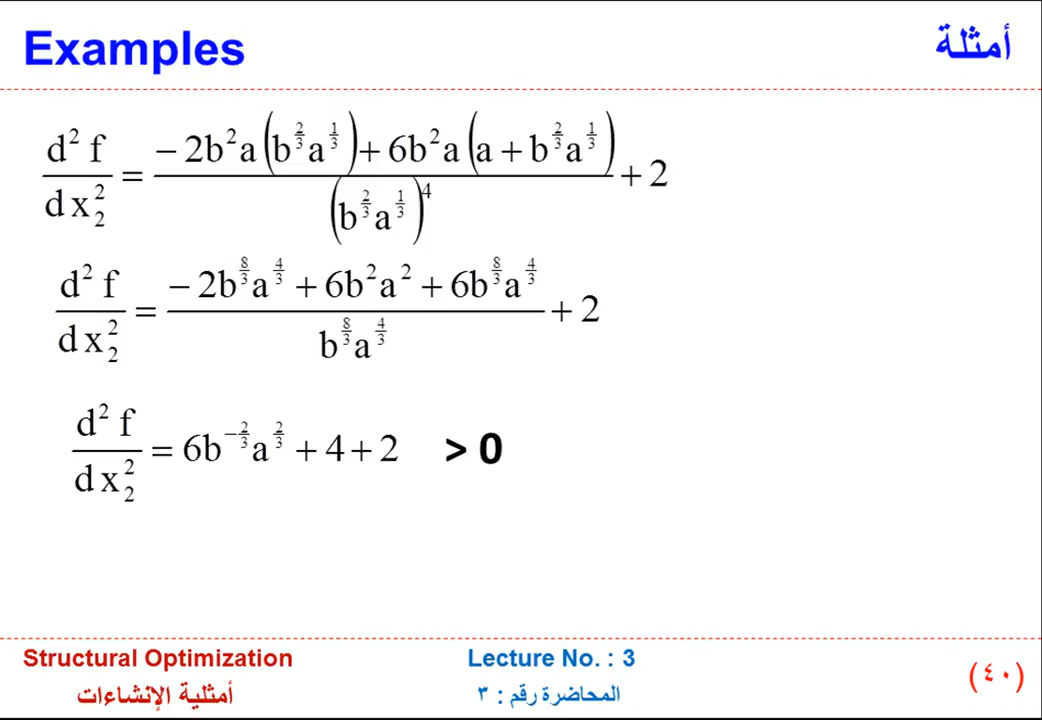 Examples أمثلة
d² f / d x₂² = ( − 2b²a (b^(2/3) a^(1/3)) + 6b²a (a + b^(2/3) a^(1/3)) ) / (b^(2/3) a^(1/3))⁴ + 2
d² f / d x₂² = ( − 2b^(8/3) a^(4/3) + 6b²a² + 6b^(8/3) a^(4/3) ) / ( b^(8/3) a^(4/3) ) + 2
d² f / d x₂² = 6b^(−2/3) a^(2/3) + 4 + 2 > 0
Structural Optimization Lecture No. : 3
أمثلية الإنشاءات المحاضرة رقم : ٣ (٤٠)